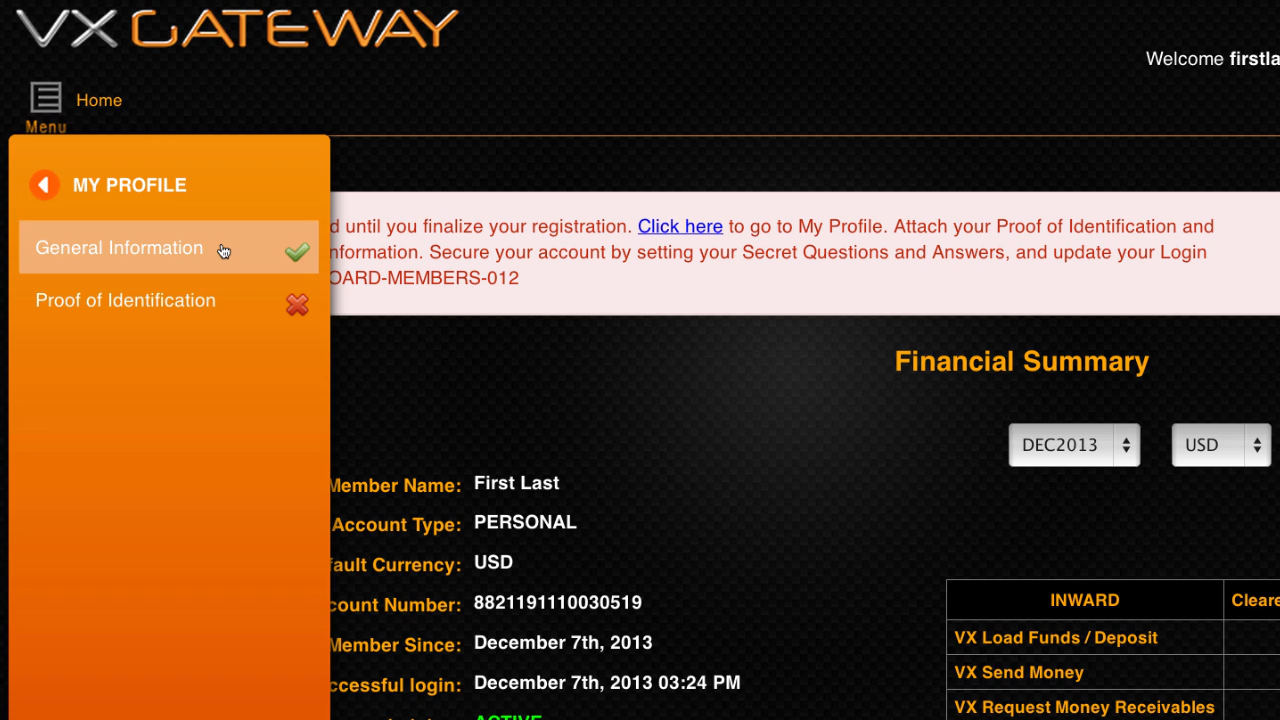 VXGATEWAY
Welcome firstla
Home
Menu
MY PROFILE
General Information
Proof of Identification
d until you finalize your registration. Click here to go to My Profile. Attach your Proof of Identification and
nformation. Secure your account by setting your Secret Questions and Answers, and update your Login
OARD-MEMBERS-012
Financial Summary
DEC2013
USD
Member Name: First Last
Account Type: PERSONAL
fault Currency: USD
count Number: 8821191110030519
Member Since: December 7th, 2013
ccessful login: December 7th, 2013 03:24 PM
ACTIVE
INWARD
Cleare
VX Load Funds / Deposit
VX Send Money
VX Request Money Receivables